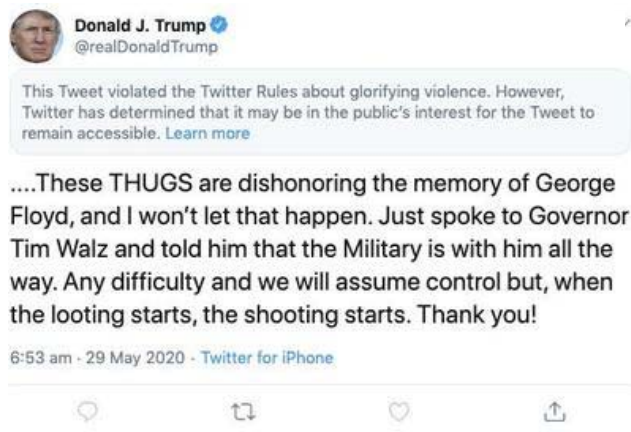 Donald J. Trump
@realDonaldTrump
This Tweet violated the Twitter Rules about glorifying violence. However,
Twitter has determined that it may be in the public's interest for the Tweet to
remain accessible. Learn more
....These THUGS are dishonoring the memory of George
Floyd, and I won't let that happen. Just spoke to Governor
Tim Walz and told him that the Military is with him all the
way. Any difficulty and we will assume control but, when
the looting starts, the shooting starts. Thank you!
6:53 am · 29 May 2020 · Twitter for iPhone